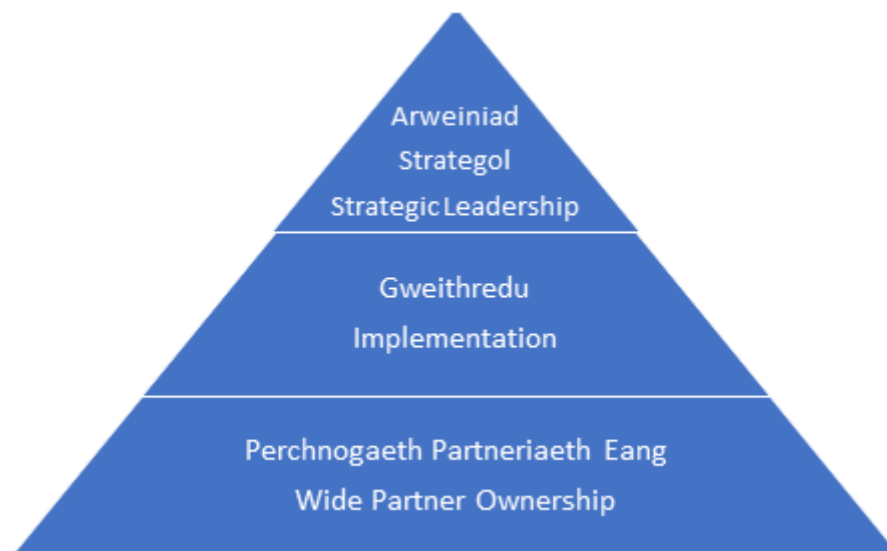 Arweiniad
Strategol
Strategic Leadership
Gweithredu
Implementation
Perchnogaeth Partneriaeth Eang
Wide Partner Ownership